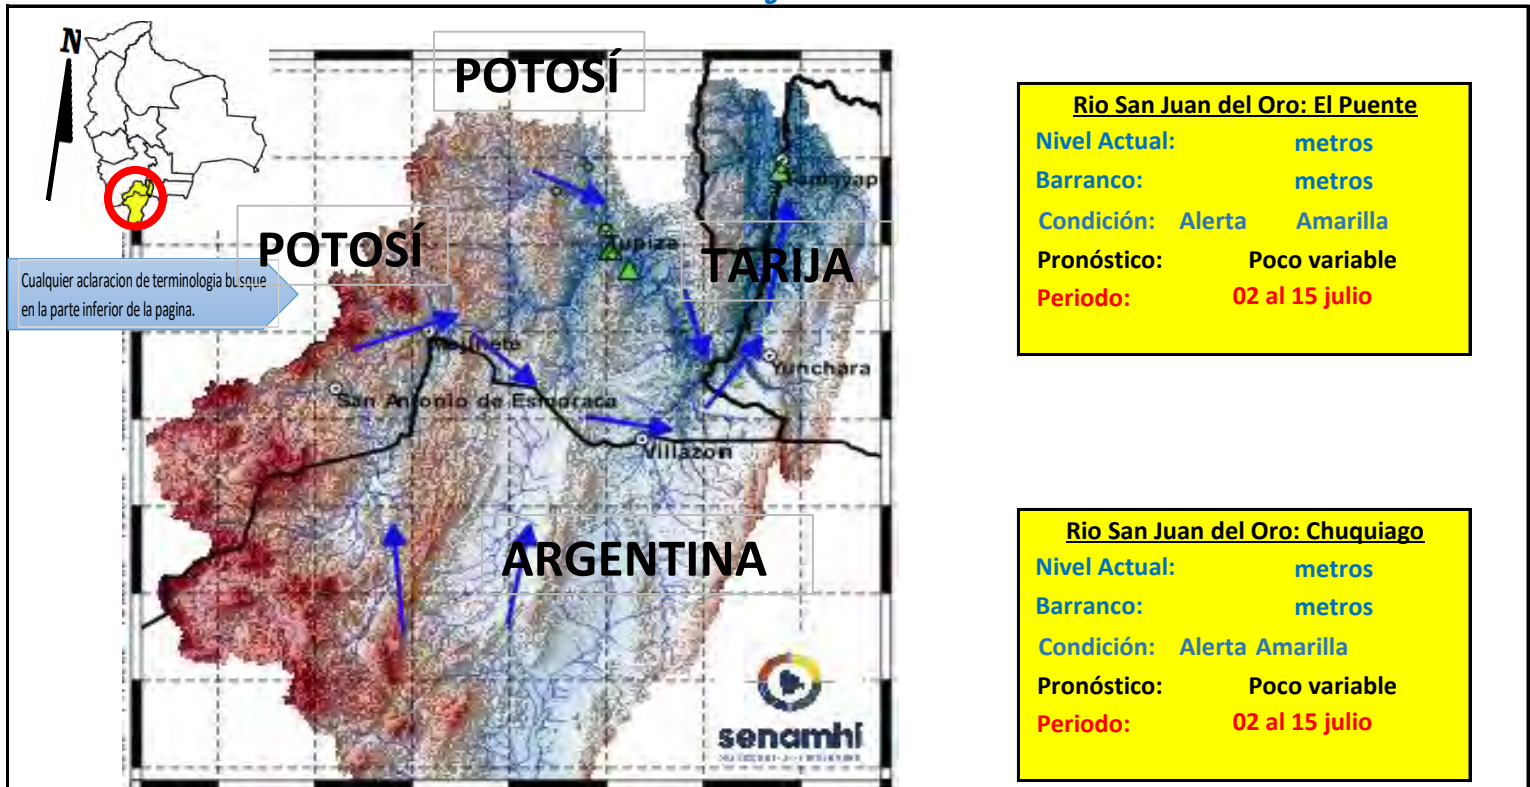 N
POTOSÍ
POTOSÍ
TARIJA
ARGENTINA
Cualquier aclaracion de terminologia busque
en la parte inferior de la pagina.
Tupiza
Yunchara
San Antonio de Esmoraca
Villazon
senamhi
Rio San Juan del Oro: El Puente
Nivel Actual: metros
Barranco: metros
Condición: Alerta Amarilla
Pronóstico: Poco variable
Periodo: 02 al 15 julio
Rio San Juan del Oro: Chuquiago
Nivel Actual: metros
Barranco: metros
Condición: Alerta Amarilla
Pronóstico: Poco variable
Periodo: 02 al 15 julio